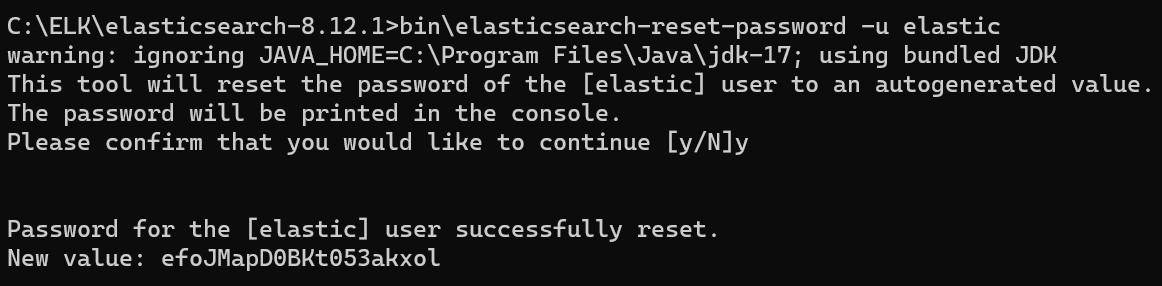 C:\ELK\elasticsearch-8.12.1>bin\elasticsearch-reset-password -u elastic
warning: ignoring JAVA_HOME=C:\Program Files\Java\jdk-17; using bundled JDK
This tool will reset the password of the [elastic] user to an autogenerated value.
The password will be printed in the console.
Please confirm that you would like to continue [y/N]y
Password for the [elastic] user successfully reset.
New value: efoJMapD0BKt053akxol